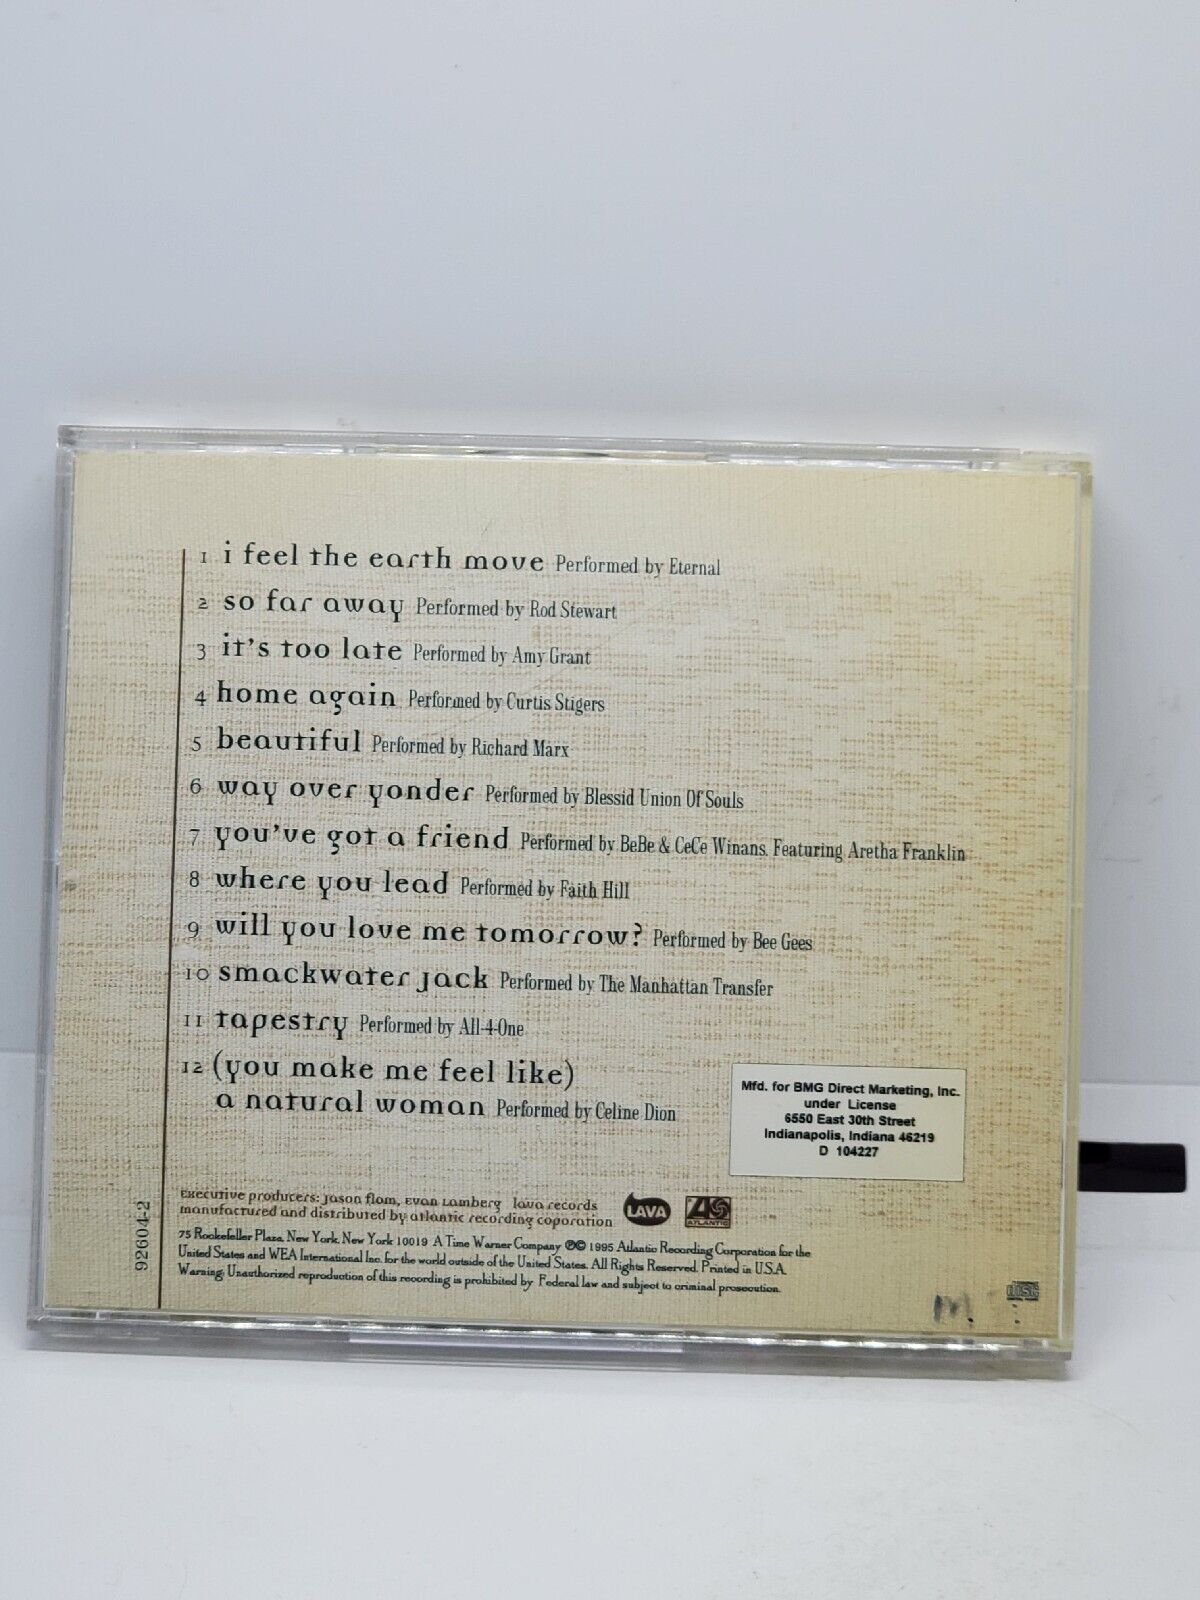 1 i feel the earth move Performed by Eternal
2 so far away Performed by Rod Stewart
3 it's too late Performed by Amy Grant
4 home again Performed by Curtis Stigers
5 beautiful Performed by Richard Marx
6 way over yonder Performed by Blessid Union Of Souls
7 you've got a friend Performed by BeBe & CeCe Winans. Featuring Aretha Franklin
8 where you lead Performed by Faith Hill
9 will you love me tomorrow? Performed by Bee Gees
10 smackwater jack Performed by The Manhattan Transfer
11 tapestry Performed by All-4-One
12 (you make me feel like)
a natural woman Performed by Celine Dion
Mfd. for BMG Direct Marketing, Inc.
under License
6550 East 30th Street
Indianapolis, Indiana 46219
D 104227
executive producers: jason flom, evan lamberg lava records
manufactured and distributed by atlantic recording coporation
LAVA
ATLANTIC
75 Rockefeller Plaza, New York, New York 10019 A Time Warner Company ℗© 1995 Atlantic Recording Corporation for the
United States and WEA International Inc. for the world outside of the United States. All Rights Reserved. Printed in U.S.A.
Warning: Unauthorized reproduction of this recording is prohibited by Federal law and subject to criminal prosecution.
92604-2
disc